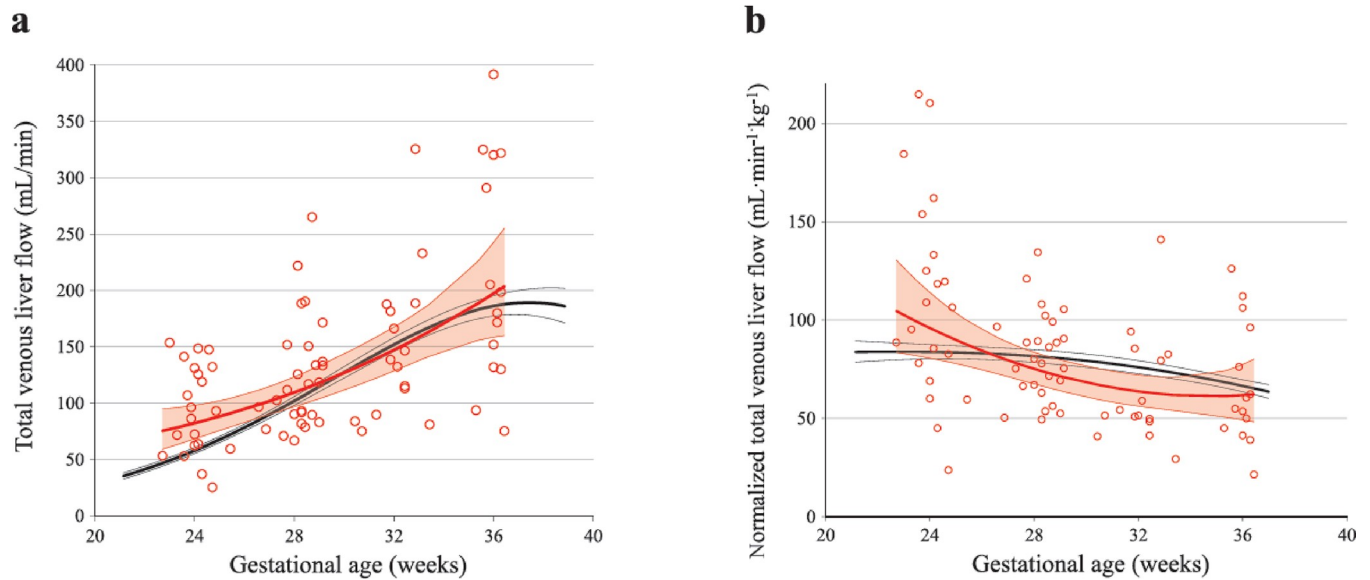 a
Total venous liver flow (mL/min)
400
350
300
250
200
150
100
50
0
20 24 28 32 36 40
Gestational age (weeks)
b
Normalized total venous liver flow (mL·min⁻¹·kg⁻¹)
200
150
100
50
0
20 24 28 32 36 40
Gestational age (weeks)